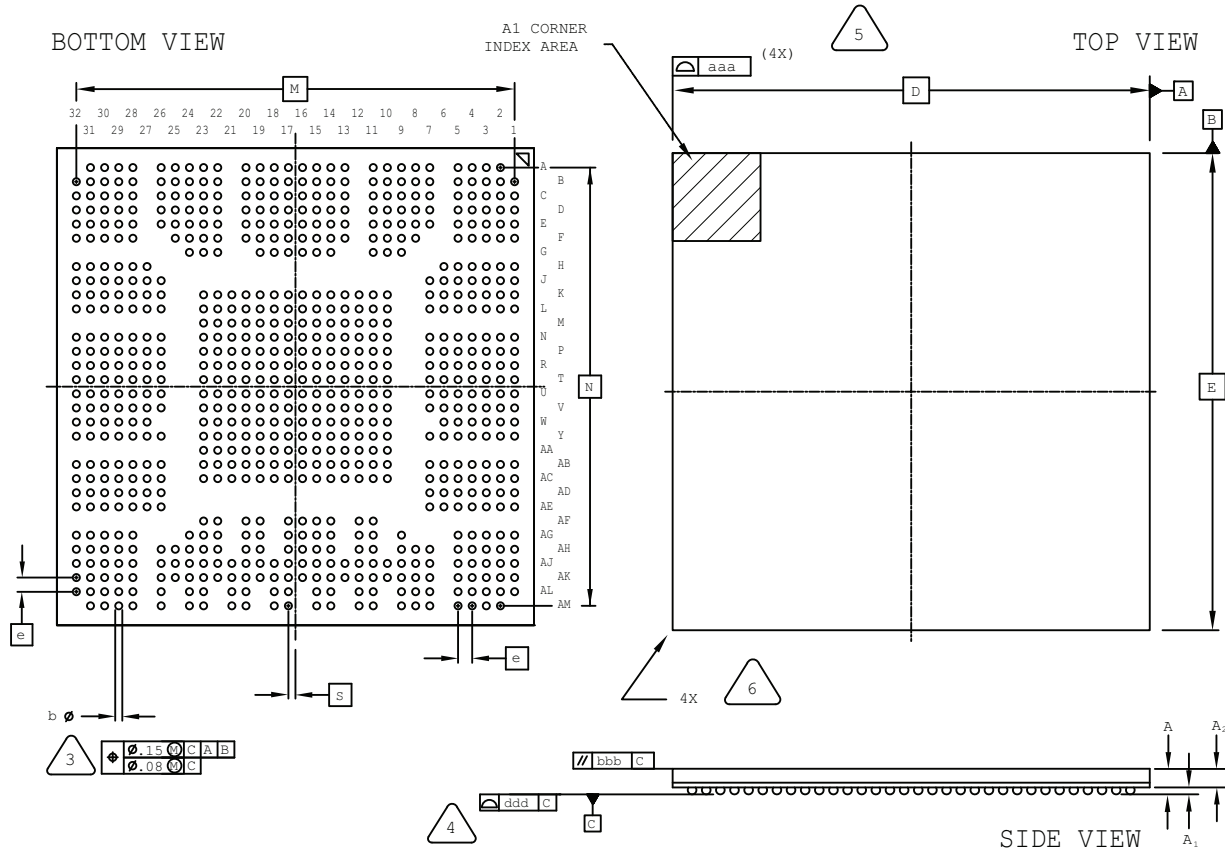 BOTTOM VIEW
A1 CORNER
INDEX AREA
5
TOP VIEW
aaa
(4X)
M
D
A
32 30 28 26 24 22 20 18 16 14 12 10 8 6 4 2
31 29 27 25 23 21 19 17 15 13 11 9 7 5 3 1
B
A
B
C
D
E
F
G
H
J
K
L
M
N
P
R
T
U
V
W
Y
AA
AB
AC
AD
AE
AF
AG
AH
AJ
AK
AL
AM
N
E
e
e
S
4X
6
b ø
3
ø.15 M C A B
ø.08 M C
// bbb C
A
A2
4
ddd C
C
A1
SIDE VIEW